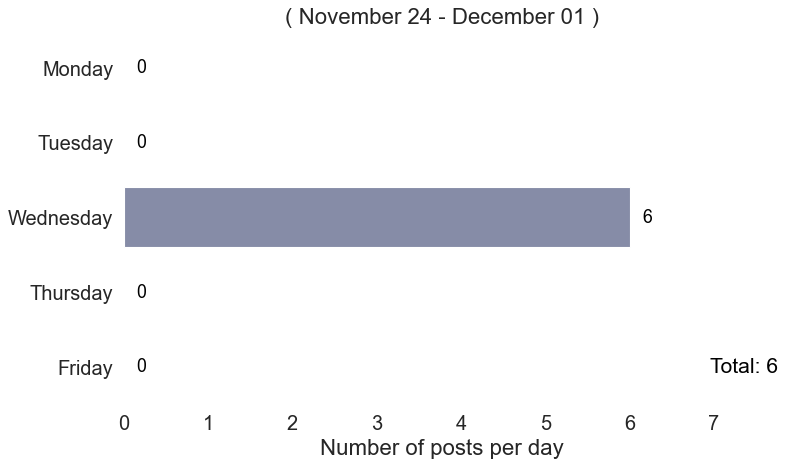 ( November 24 - December 01 )
Monday 0
Tuesday 0
Wednesday 6
Thursday 0
Friday 0 Total: 6
0 1 2 3 4 5 6 7
Number of posts per day